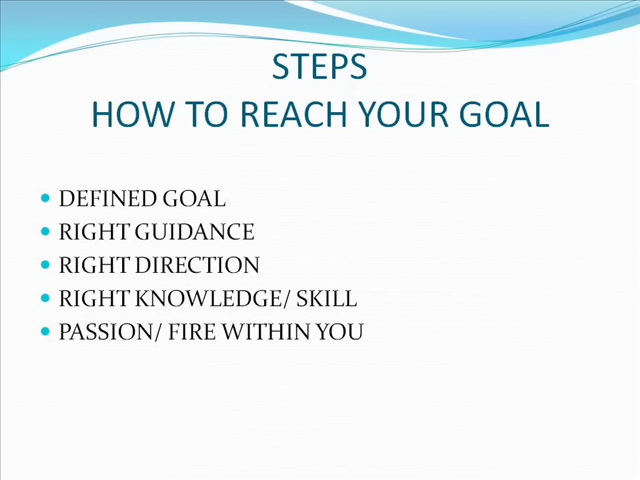 STEPS
HOW TO REACH YOUR GOAL
DEFINED GOAL
RIGHT GUIDANCE
RIGHT DIRECTION
RIGHT KNOWLEDGE/ SKILL
PASSION/ FIRE WITHIN YOU